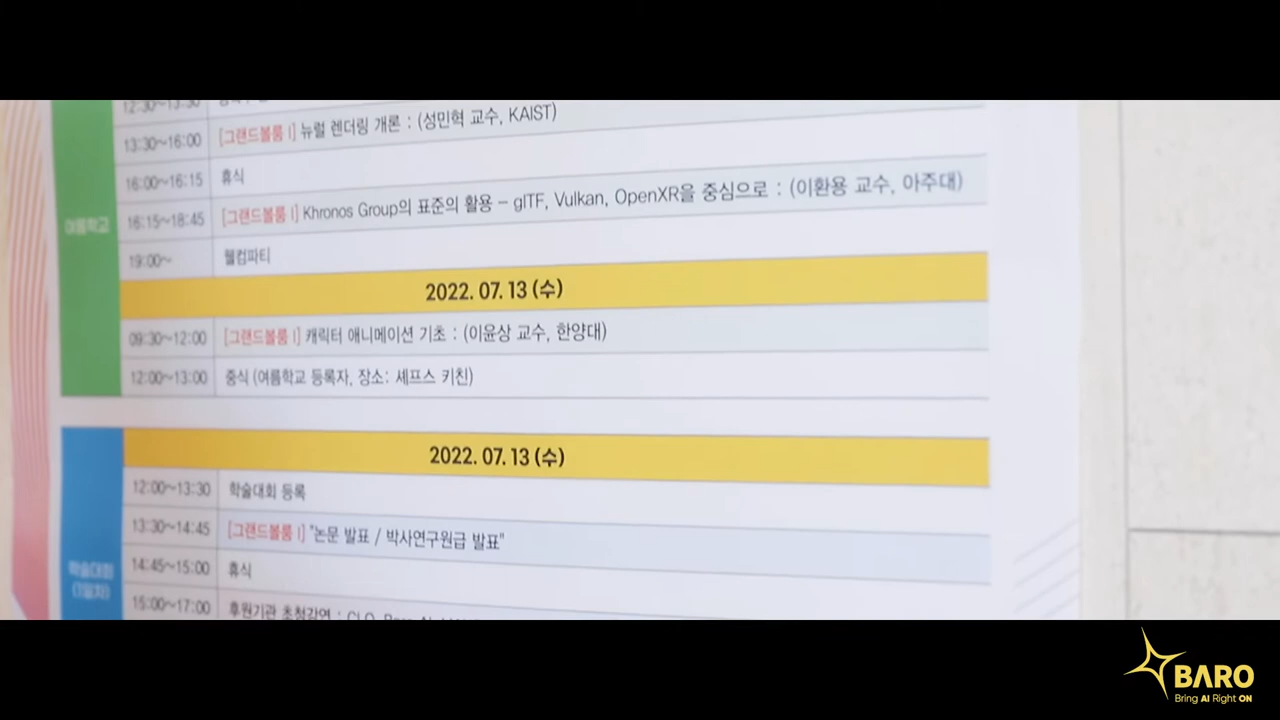 13:30~16:00 [그랜드볼룸 I] 뉴럴 렌더링 개론 : (성민혁 교수, KAIST)
16:00~16:15 휴식
여름학교
16:15~18:45 [그랜드볼룸 I] Khronos Group의 표준의 활용 – glTF, Vulkan, OpenXR을 중심으로 : (이환용 교수, 아주대)
19:00~ 웰컴파티
2022. 07. 13 (수)
09:30~12:00 [그랜드볼룸 I] 캐릭터 애니메이션 기초 : (이윤상 교수, 한양대)
12:00~13:00 중식 (여름학교 등록자, 장소: 셰프스 키친)
2022. 07. 13 (수)
12:00~13:30 학술대회 등록
13:30~14:45 [그랜드볼룸 I] "논문 발표 / 박사연구원급 발표"
학술대회
(1일차)
14:45~15:00 휴식
15:00~17:00 후원기관 초청강연 :
BARO
Bring AI Right ON